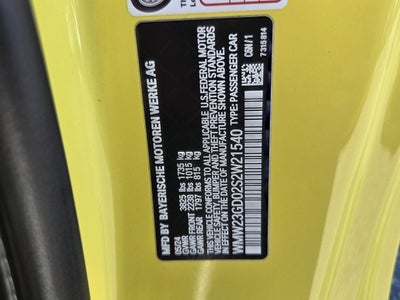 MFD BY BAYERISCHE MOTOREN WERKE AG
05/24
GVWR 3825 lbs 1735 kg
GAWR FRONT 2238 lbs 1015 kg
GAWR REAR 1797 lbs 815 kg
THIS VEHICLE CONFORMS TO ALL APPLICABLE U.S.FEDERAL MOTOR
VEHICLE SAFETY, BUMPER, AND THEFT PREVENTION STANDARDS
IN EFFECT ON THE DATE OF MANUFACTURE SHOWN ABOVE
WMW23GD02S2W21540 TYPE: PASSENGER CAR
C6N/1
7315814